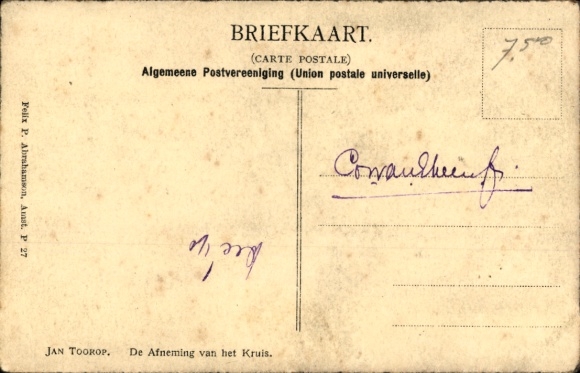 BRIEFKAART.
(CARTE POSTALE)
Algemeene Postvereeniging (Union postale universelle)
7,50
Felix P. Abrahamson, Amst. P 27
JAN TOOROP. De Afneming van het Kruis.